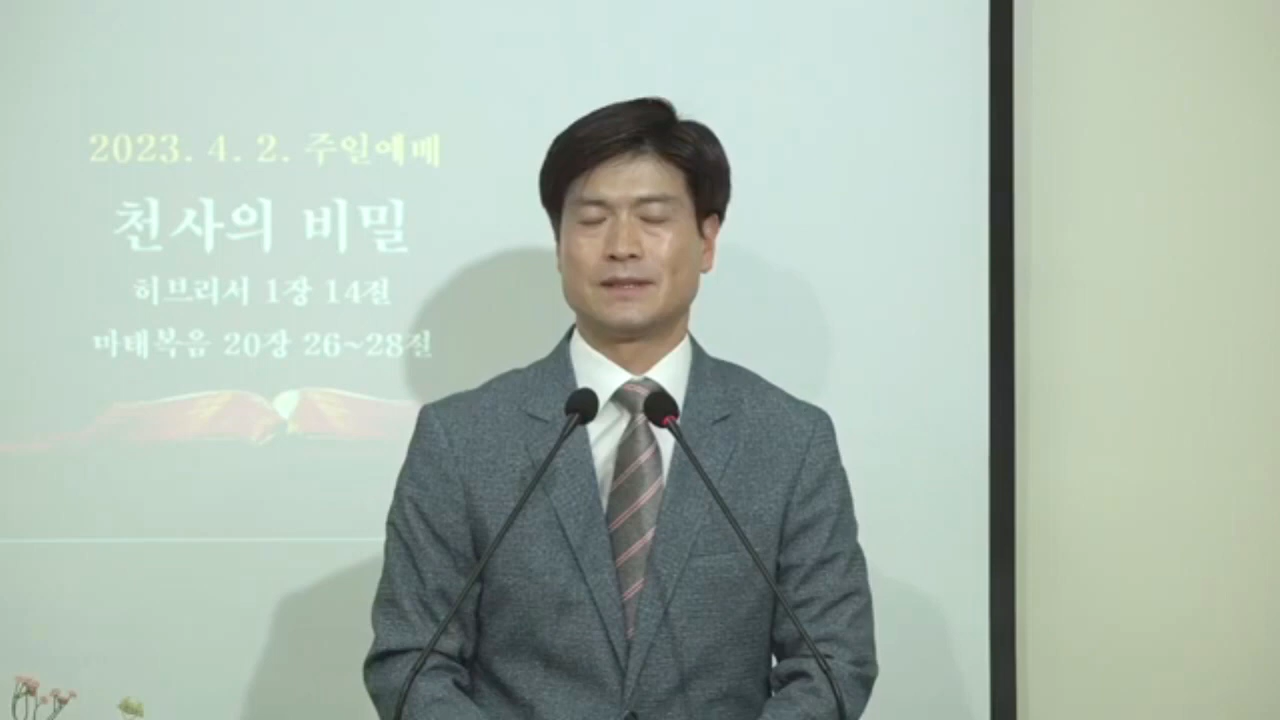 2023. 4. 2. 주일예배
천사의 비밀
히브리서 1장 14절
마태복음 20장 26~28절